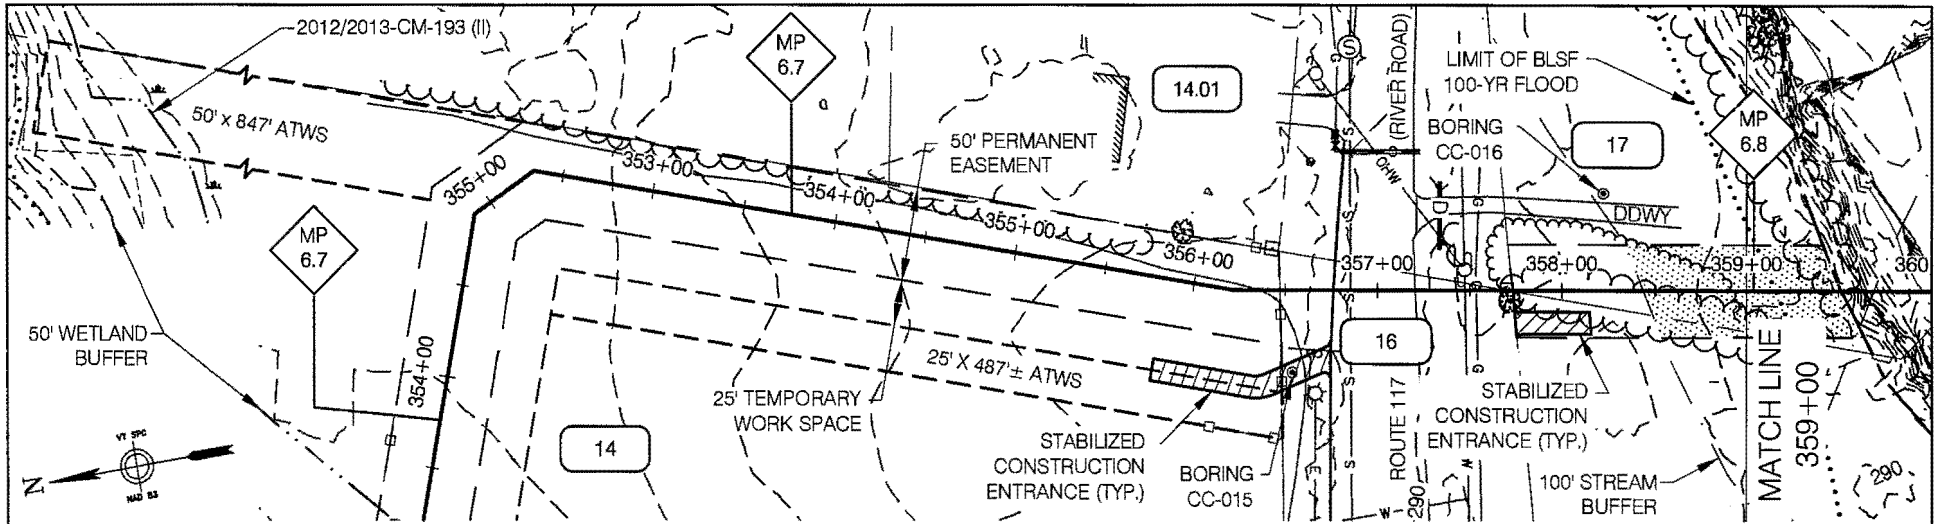 2012/2013-CM-193 (II)
MP
6.7
14.01
LIMIT OF BLSF
100-YR FLOOD
MP
6.8
BORING
CC-016
17
50' x 847' ATWS
50' PERMANENT
EASEMENT
(RIVER ROAD)
OHW
S
G
D
DDWY
355+00
353+00
354+00
355+00
356+00
357+00
358+00
359+00
360
MP
6.7
50' WETLAND
BUFFER
354+00
25' TEMPORARY
WORK SPACE
25' X 487'± ATWS
16
14
STABILIZED
CONSTRUCTION
ENTRANCE (TYP.)
BORING
CC-015
ROUTE 117
290
STABILIZED
CONSTRUCTION
ENTRANCE (TYP.)
100' STREAM
BUFFER
MATCH LINE
359+00
290
VT SPC
N
NAD 83
E
W